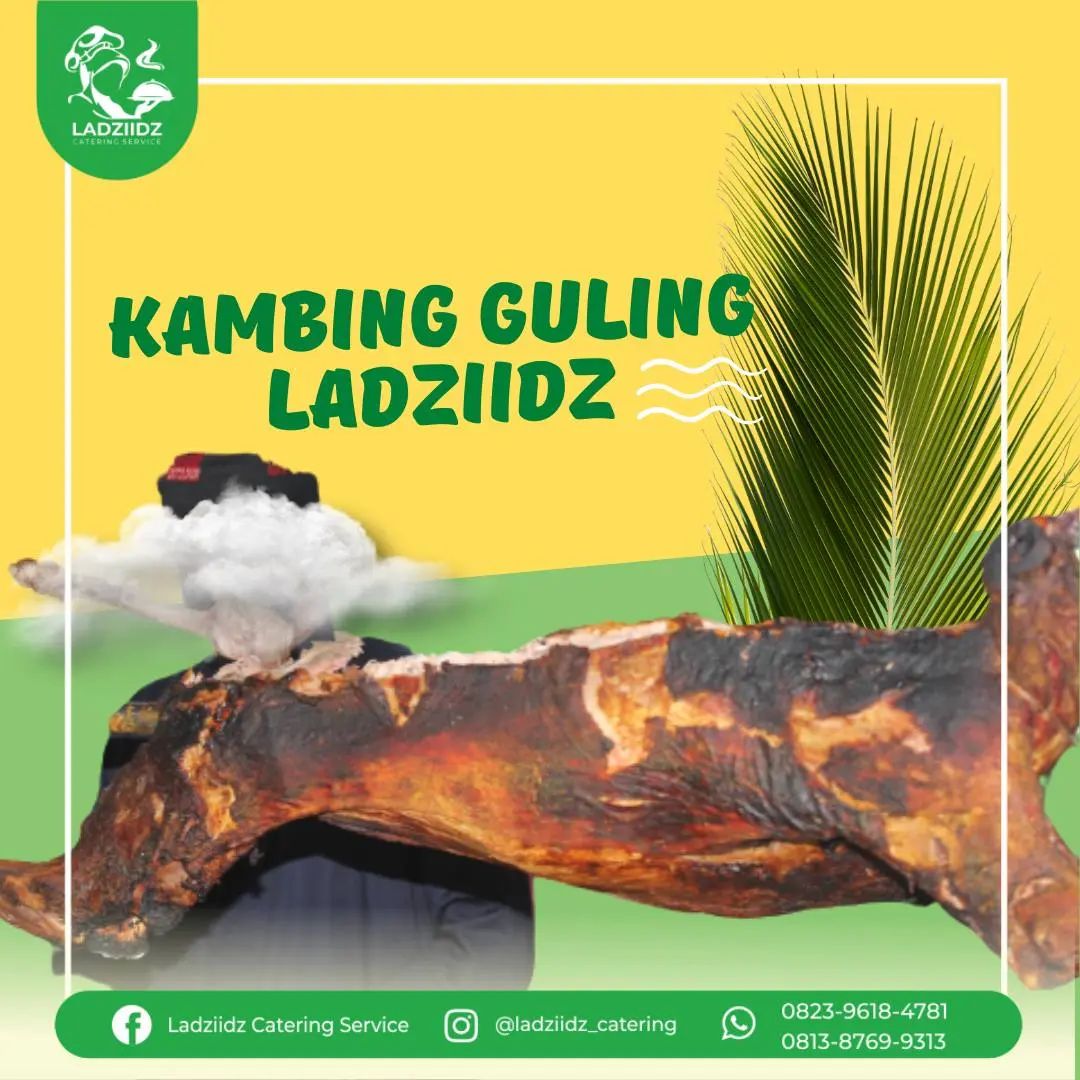 LADZIIDZ
CATERING SERVICE
KAMBING GULING
LADZIIDZ
Ladziidz Catering Service
@ladziidz_catering
0823-9618-4781
0813-8769-9313